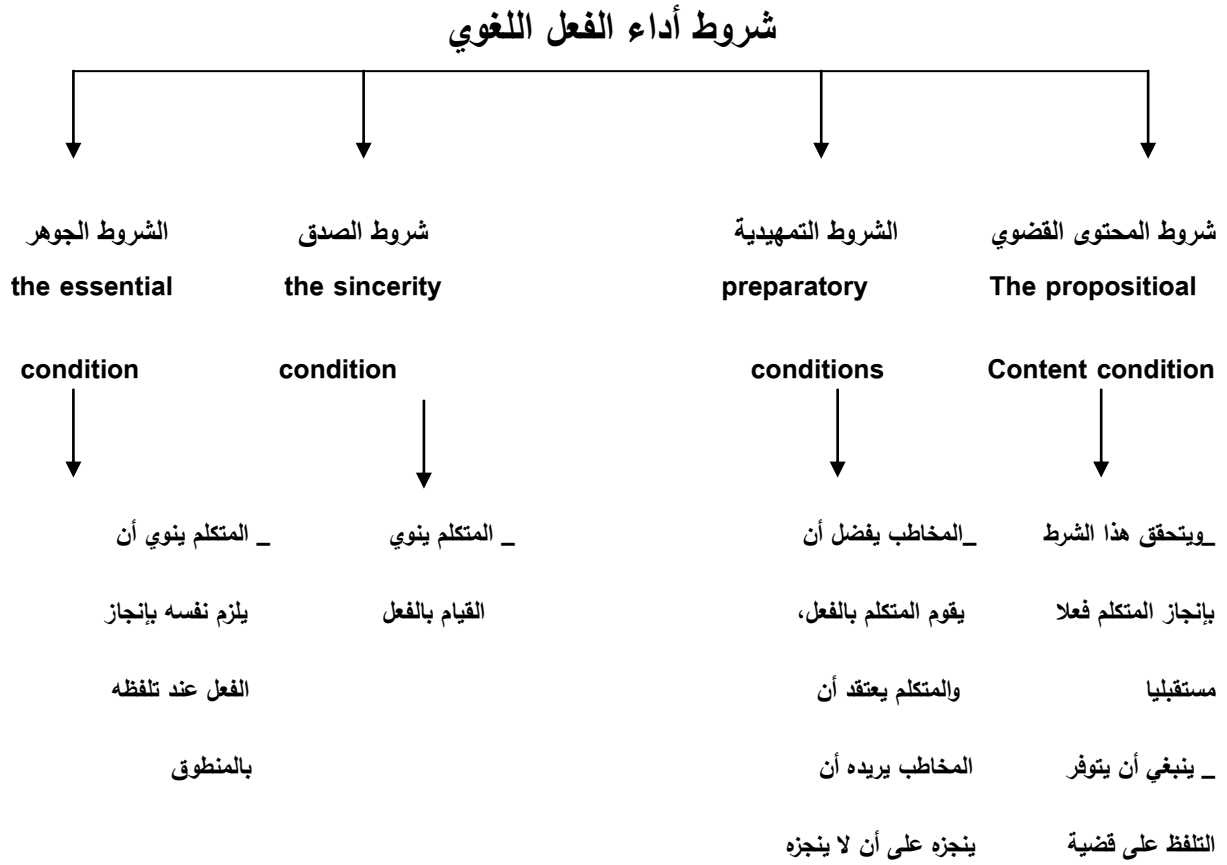 شروط أداء الفعل اللغوي
شروط المحتوى القضوي
The propositioal
Content condition
_ويتحقق هذا الشرط
بإنجاز المتكلم فعلا
مستقبليا
_ ينبغي أن يتوفر
التلفظ على قضية
الشروط التمهيدية
preparatory
conditions
_المخاطب يفضل أن
يقوم المتكلم بالفعل،
والمتكلم يعتقد أن
المخاطب يريده أن
ينجزه على أن لا ينجزه
شروط الصدق
the sincerity
condition
_ المتكلم ينوي
القيام بالفعل
الشروط الجوهر
the essential
condition
_ المتكلم ينوي أن
يلزم نفسه بإنجاز
الفعل عند تلفظه
بالمنطوق